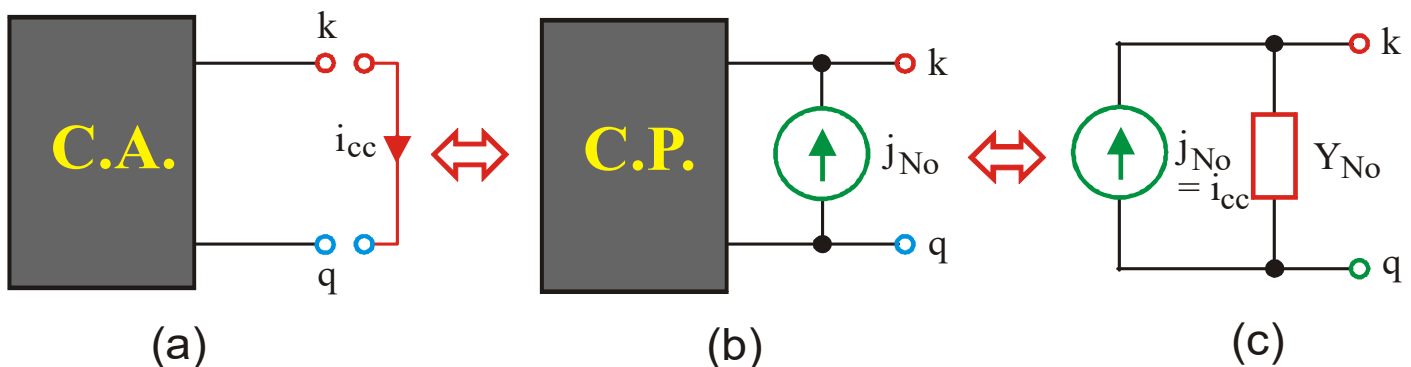 C.A.
k
i_cc
q
(a)
C.P.
k
j_No
q
(b)
j_No
= i_cc
Y_No
k
q
(c)